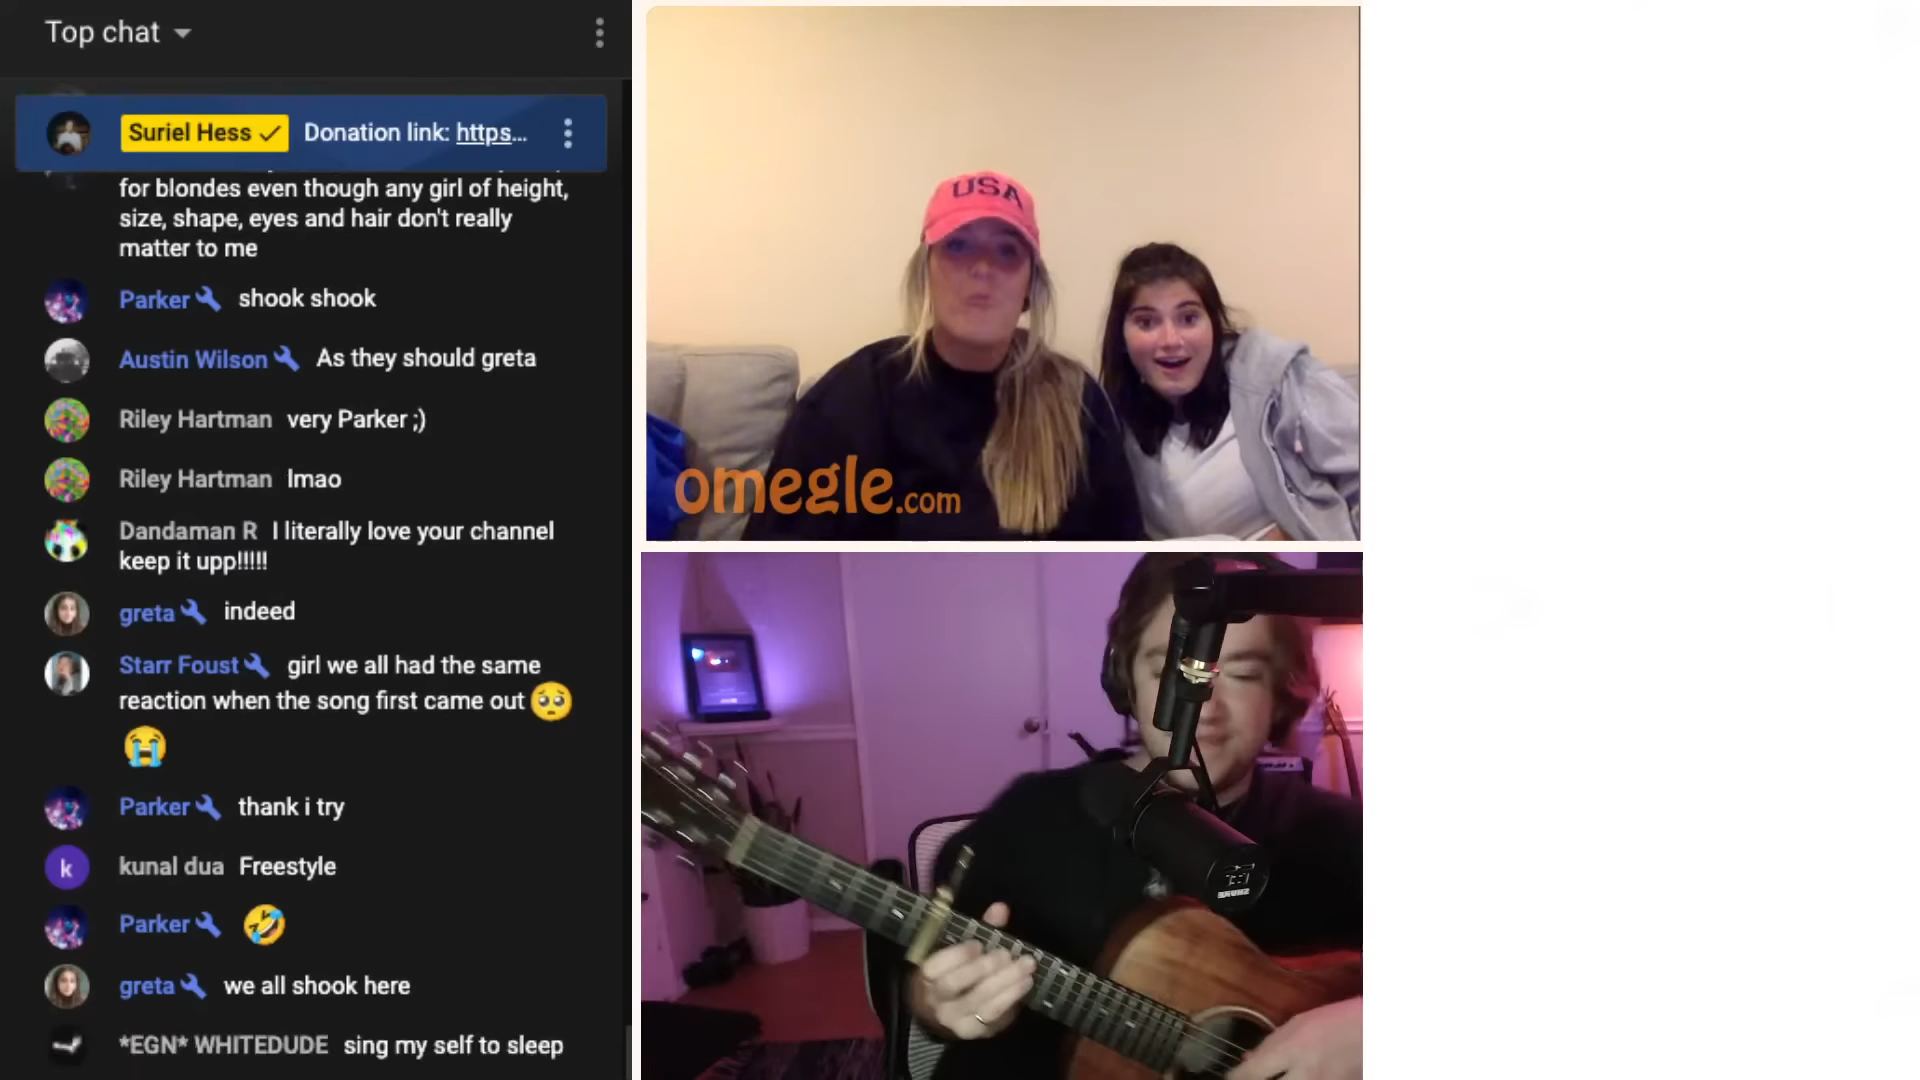 Top chat
Suriel Hess Donation link: https...
for blondes even though any girl of height,
size, shape, eyes and hair don't really
matter to me
Parker shook shook
Austin Wilson As they should greta
Riley Hartman very Parker ;)
Riley Hartman lmao
Dandaman R I literally love your channel
keep it upp!!!!!
greta indeed
Starr Foust girl we all had the same
reaction when the song first came out 🥺
😭
Parker thank i try
k kunal dua Freestyle
Parker 🤣
greta we all shook here
*EGN* WHITEDUDE sing my self to sleep
USA
omegle.com